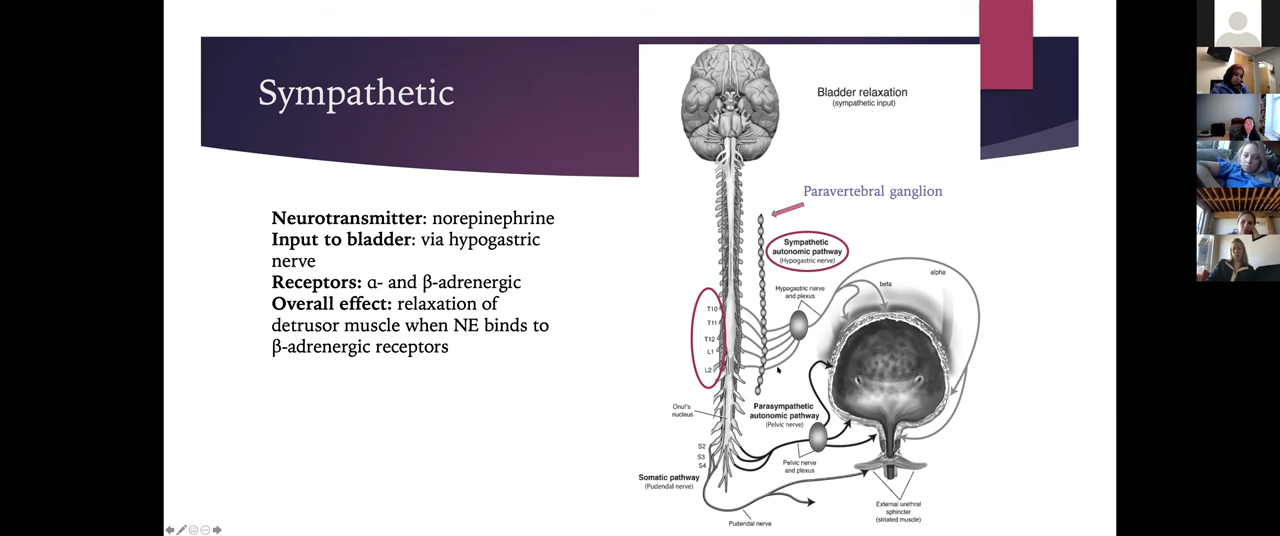 Sympathetic
Neurotransmitter: norepinephrine
Input to bladder: via hypogastric
nerve
Receptors: α- and β-adrenergic
Overall effect: relaxation of
detrusor muscle when NE binds to
β-adrenergic receptors
Bladder relaxation
(sympathetic input)
Paravertebral ganglion
Sympathetic
autonomic pathway
(Hypogastric nerve)
alpha
beta
Hypogastric nerve
and plexus
T10
T11
T12
L1
L2
Onuf's
nucleus
Parasympathetic
autonomic pathway
(Pelvic nerve)
S2
S3
S4
Pelvic nerve
and plexus
Somatic pathway
(Pudendal nerve)
External urethral
sphincter
(striated muscle)
Pudendal nerve